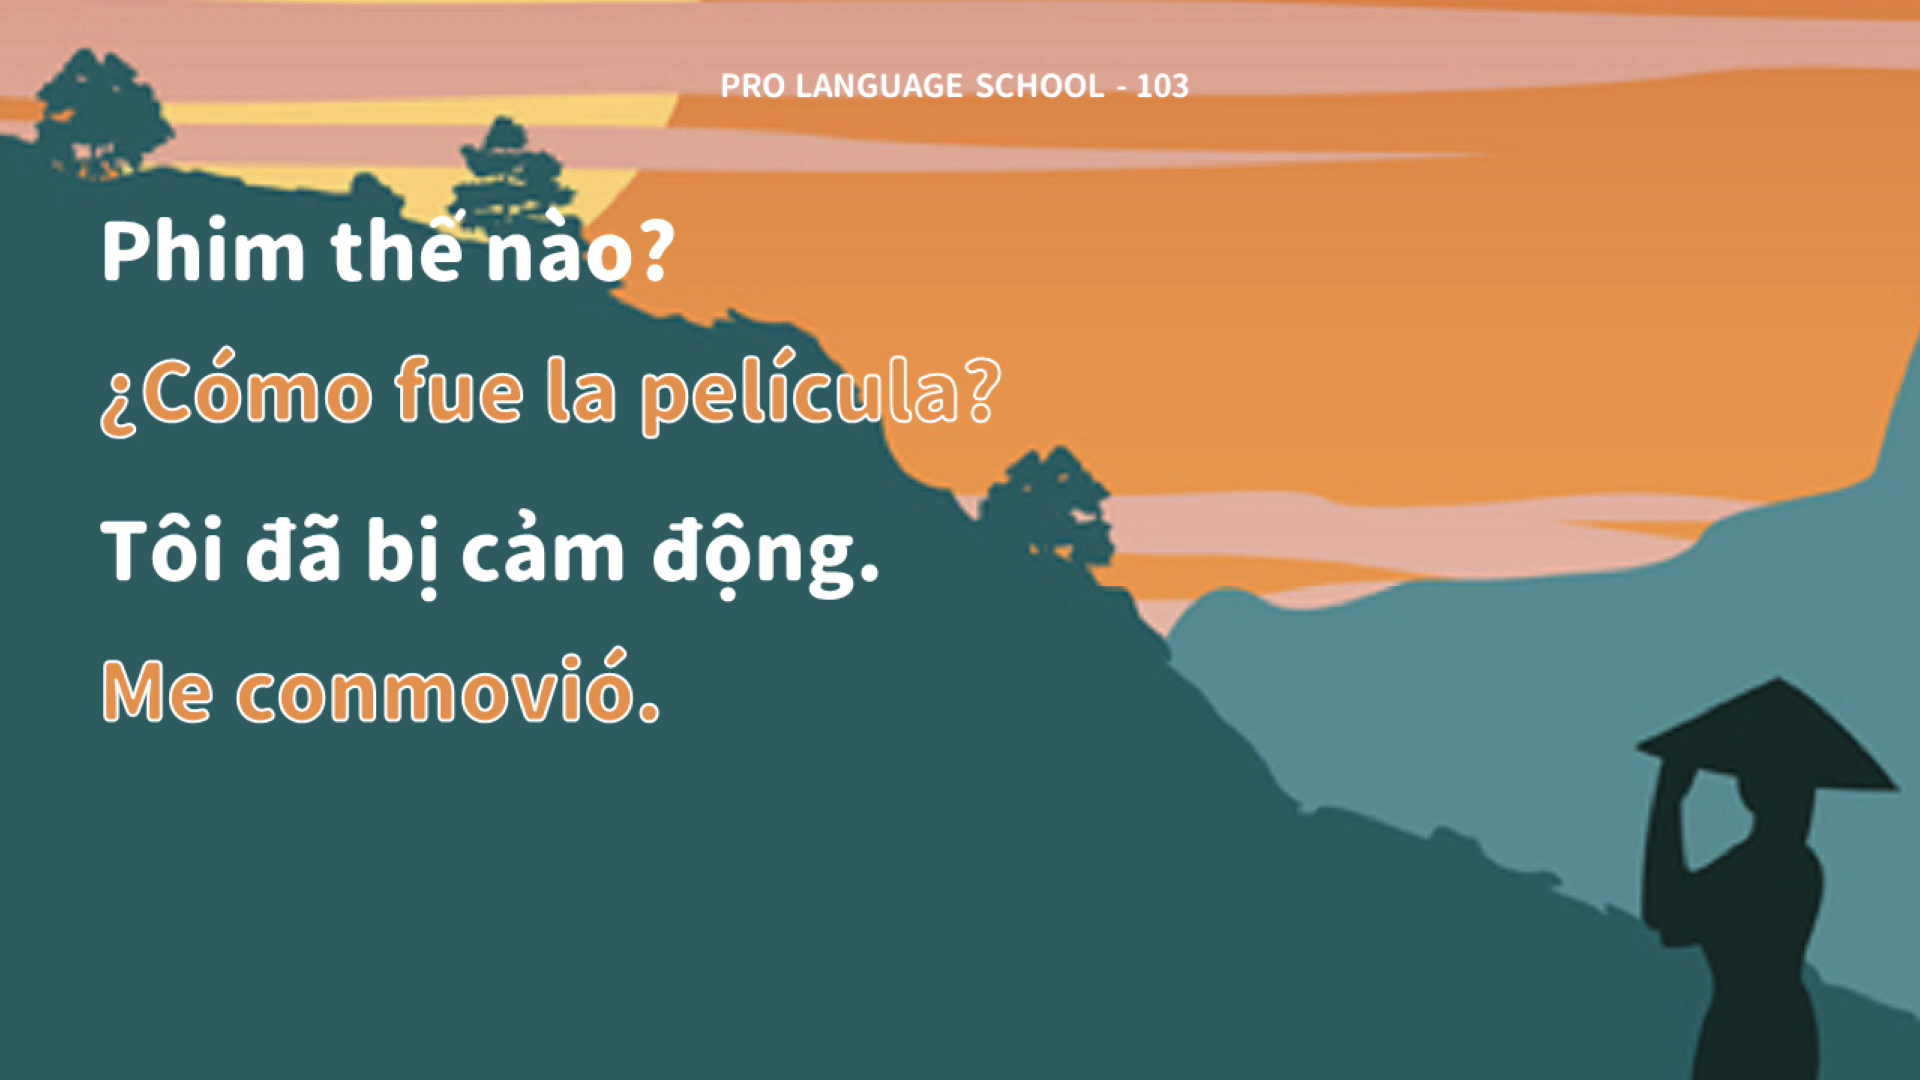 PRO LANGUAGE SCHOOL - 103
Phim thế nào?
¿Cómo fue la película?
Tôi đã bị cảm động.
Me conmovió.